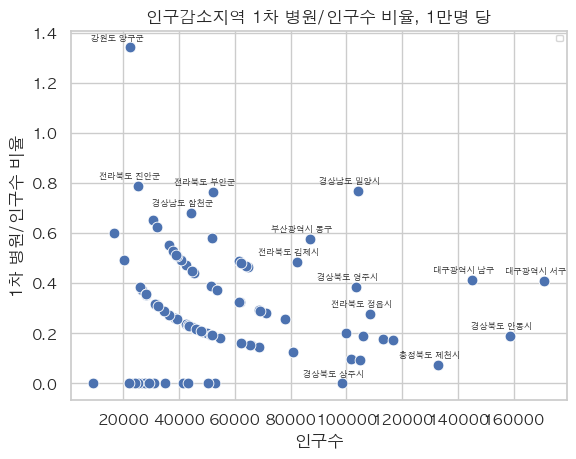 인구감소지역 1차 병원/인구수 비율, 1만명 당
1.4
1.2
1.0
0.8
0.6
0.4
0.2
0.0
1차 병원/인구수 비율
강원도 양구군
전라북도 진안군
전라북도 부안군
경상남도 밀양시
경상남도 합천군
부산광역시 동구
전라북도 김제시
경상북도 영주시
대구광역시 남구
대구광역시 서구
전라북도 정읍시
경상북도 안동시
충청북도 제천시
경상북도 상주시
20000 40000 60000 80000 100000 120000 140000 160000
인구수